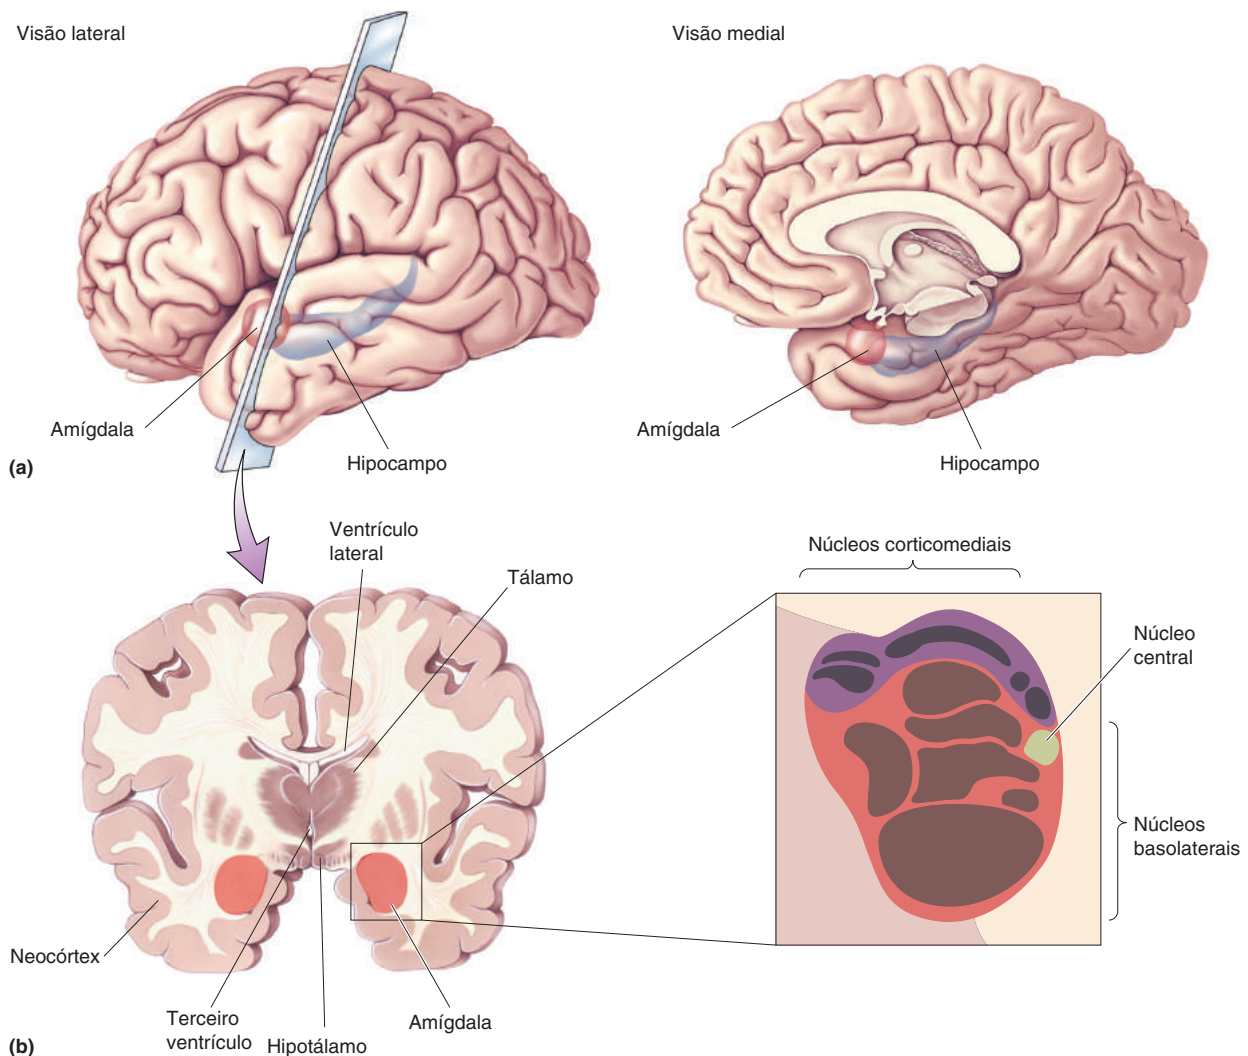 Visão lateral
Visão medial
Amígdala
Hipocampo
Amígdala
Hipocampo
(a)
Ventrículo
lateral
Tálamo
Núcleos corticomediais
Núcleo
central
Núcleos
basolaterais
Neocórtex
Terceiro
ventrículo
Hipotálamo
Amígdala
(b)